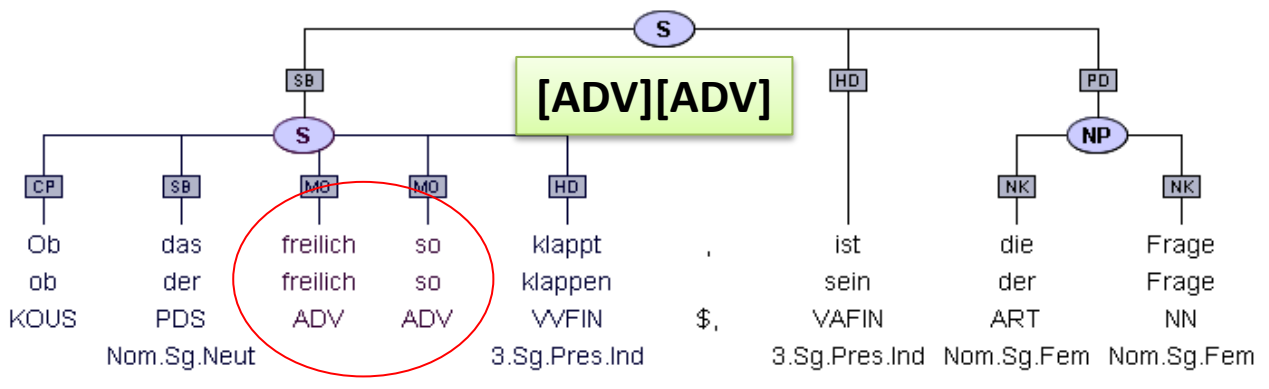 S
SB HD PD
[ADV][ADV]
S NP
CP SB MO MO HD NK NK
Ob das freilich so klappt , ist die Frage
ob der freilich so klappen sein der Frage
KOUS PDS ADV ADV VVFIN $, VAFIN ART NN
Nom.Sg.Neut 3.Sg.Pres.Ind 3.Sg.Pres.Ind Nom.Sg.Fem Nom.Sg.Fem